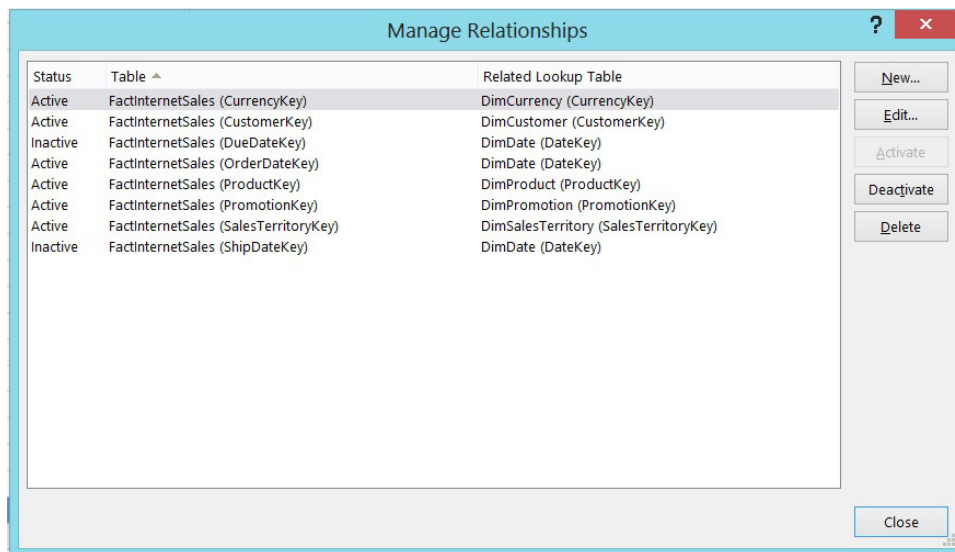 Manage Relationships
?
Status Table Related Lookup Table
Active FactInternetSales (CurrencyKey) DimCurrency (CurrencyKey)
Active FactInternetSales (CustomerKey) DimCustomer (CustomerKey)
Inactive FactInternetSales (DueDateKey) DimDate (DateKey)
Active FactInternetSales (OrderDateKey) DimDate (DateKey)
Active FactInternetSales (ProductKey) DimProduct (ProductKey)
Active FactInternetSales (PromotionKey) DimPromotion (PromotionKey)
Active FactInternetSales (SalesTerritoryKey) DimSalesTerritory (SalesTerritoryKey)
Inactive FactInternetSales (ShipDateKey) DimDate (DateKey)
New...
Edit...
Activate
Deactivate
Delete
Close